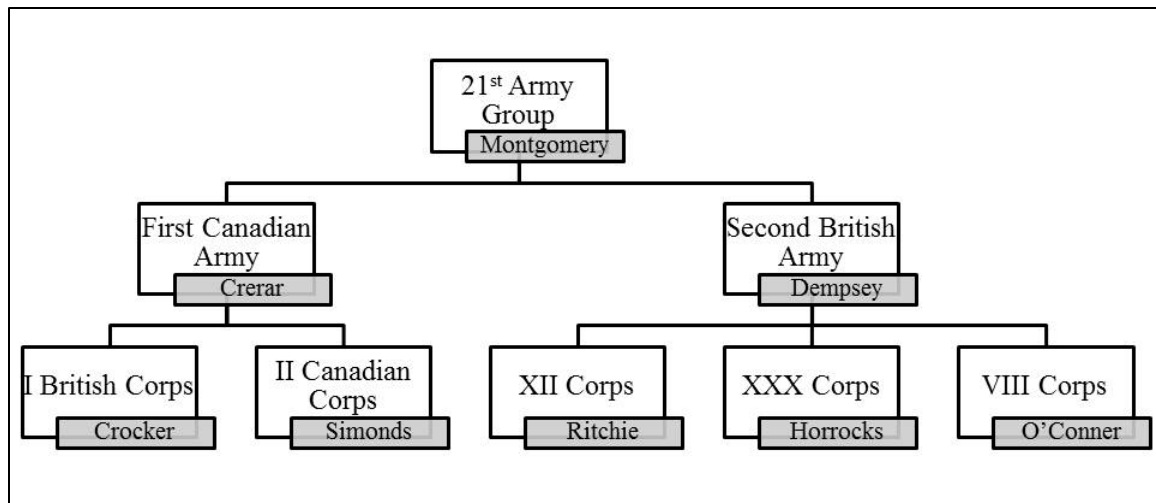 21st Army
Group
Montgomery
First Canadian
Army
Crerar
Second British
Army
Dempsey
I British Corps
Crocker
II Canadian
Corps
Simonds
XII Corps
Ritchie
XXX Corps
Horrocks
VIII Corps
O’Conner